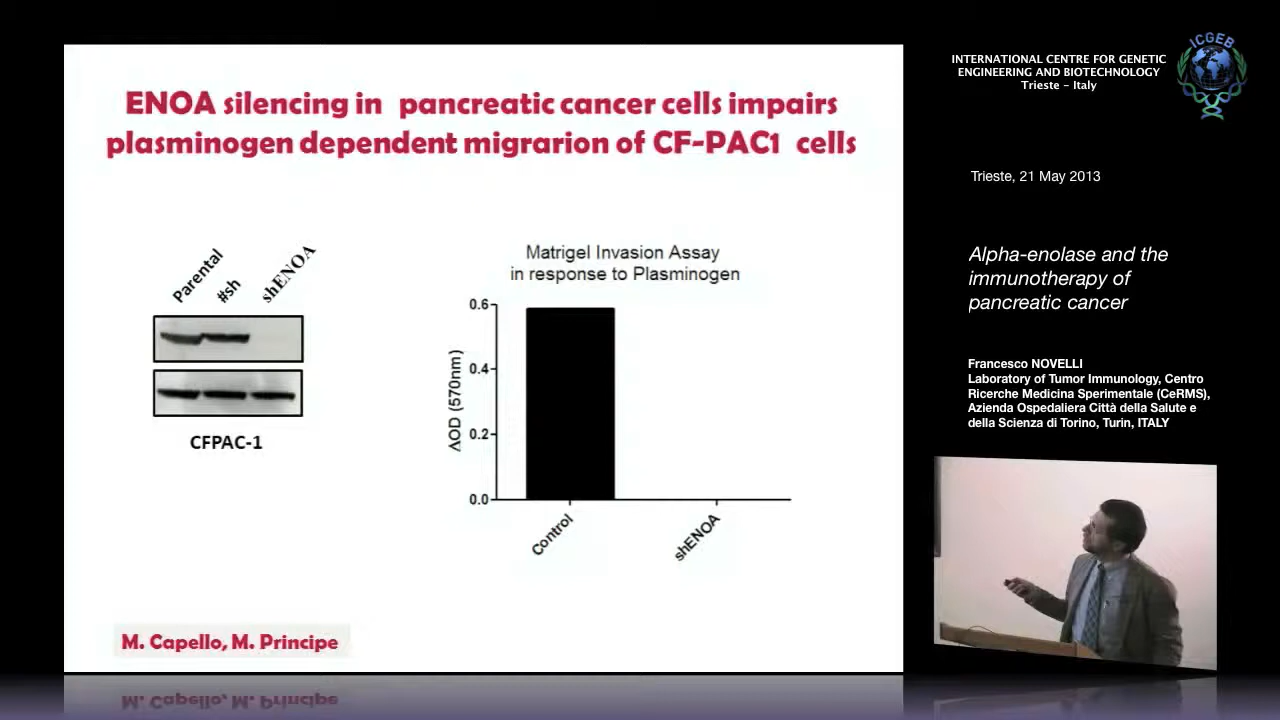 ENOA silencing in pancreatic cancer cells impairs
plasminogen dependent migrarion of CF-PAC1 cells
Parental
#sh
shENOA
CFPAC-1
Matrigel Invasion Assay
in response to Plasminogen
ΔOD (570nm)
0.6
0.4
0.2
0.0
Control
shENOA
M. Capello, M. Principe
INTERNATIONAL CENTRE FOR GENETIC
ENGINEERING AND BIOTECHNOLOGY
Trieste – Italy
ICGEB
Trieste, 21 May 2013
Alpha-enolase and the
immunotherapy of
pancreatic cancer
Francesco NOVELLI
Laboratory of Tumor Immunology, Centro
Ricerche Medicina Sperimentale (CeRMS),
Azienda Ospedaliera Città della Salute e
della Scienza di Torino, Turin, ITALY